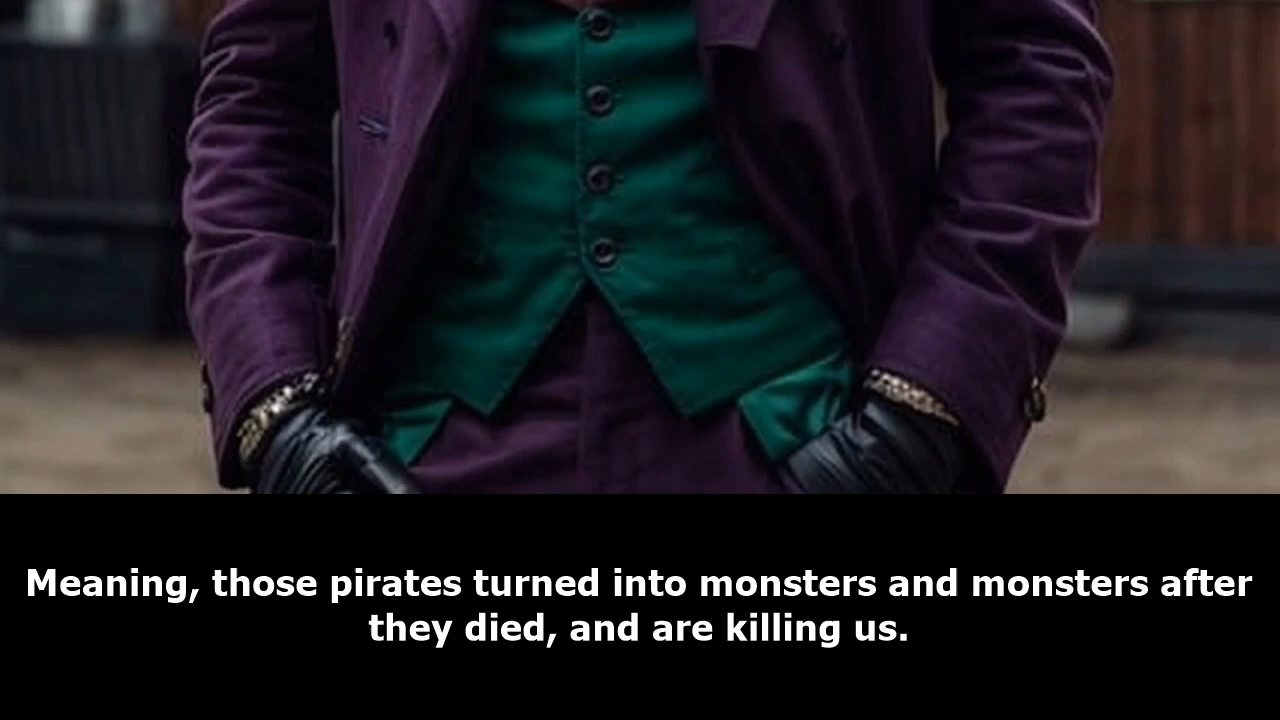 Meaning, those pirates turned into monsters and monsters after
they died, and are killing us.